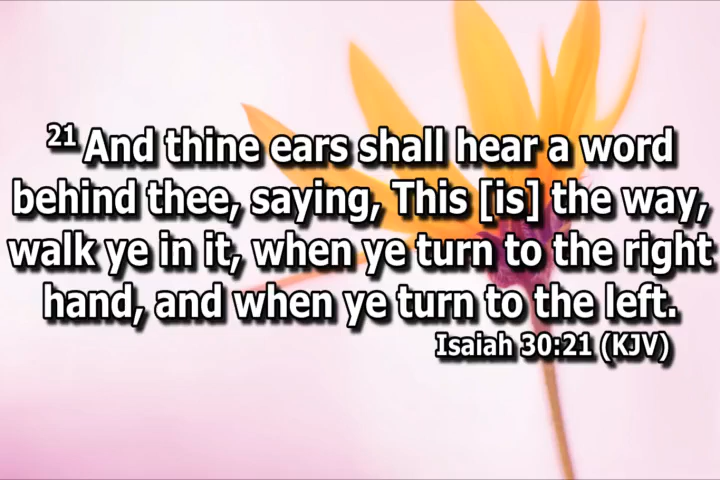 21 And thine ears shall hear a word
behind thee, saying, This [is] the way,
walk ye in it, when ye turn to the right
hand, and when ye turn to the left.
Isaiah 30:21 (KJV)